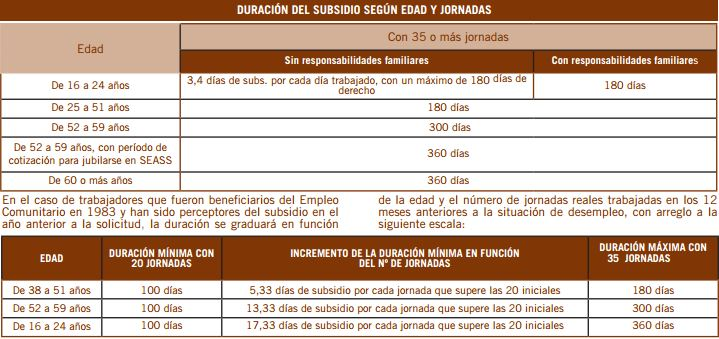 DURACIÓN DEL SUBSIDIO SEGÚN EDAD Y JORNADAS
Edad
Con 35 o más jornadas
Sin responsabilidades familiares
Con responsabilidades familiares
De 16 a 24 años
3,4 días de subs. por cada día trabajado, con un máximo de 180 días de
derecho
180 días
De 25 a 51 años
180 días
De 52 a 59 años
300 días
De 52 a 59 años, con período de
cotización para jubilarse en SEASS
360 días
De 60 o más años
360 días
En el caso de trabajadores que fueron beneficiarios del Empleo
Comunitario en 1983 y han sido perceptores del subsidio en el
año anterior a la solicitud, la duración se graduará en función
de la edad y el número de jornadas reales trabajadas en los 12
meses anteriores a la situación de desempleo, con arreglo a la
siguiente escala:
EDAD
DURACIÓN MÍNIMA CON
20 JORNADAS
INCREMENTO DE LA DURACIÓN MÍNIMA EN FUNCIÓN
DEL Nº DE JORNADAS
DURACIÓN MÁXIMA CON
35 JORNADAS
De 38 a 51 años
100 días
5,33 días de subsidio por cada jornada que supere las 20 iniciales
180 días
De 52 a 59 años
100 días
13,33 días de subsidio por cada jornada que supere las 20 iniciales
300 días
De 16 a 24 años
100 días
17,33 días de subsidio por cada jornada que supere las 20 iniciales
360 días